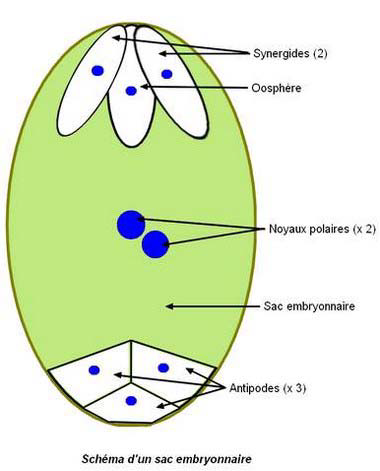 Synergides (2)
Oosphère
Noyaux polaires (x 2)
Sac embryonnaire
Antipodes (x 3)
Schéma d'un sac embryonnaire